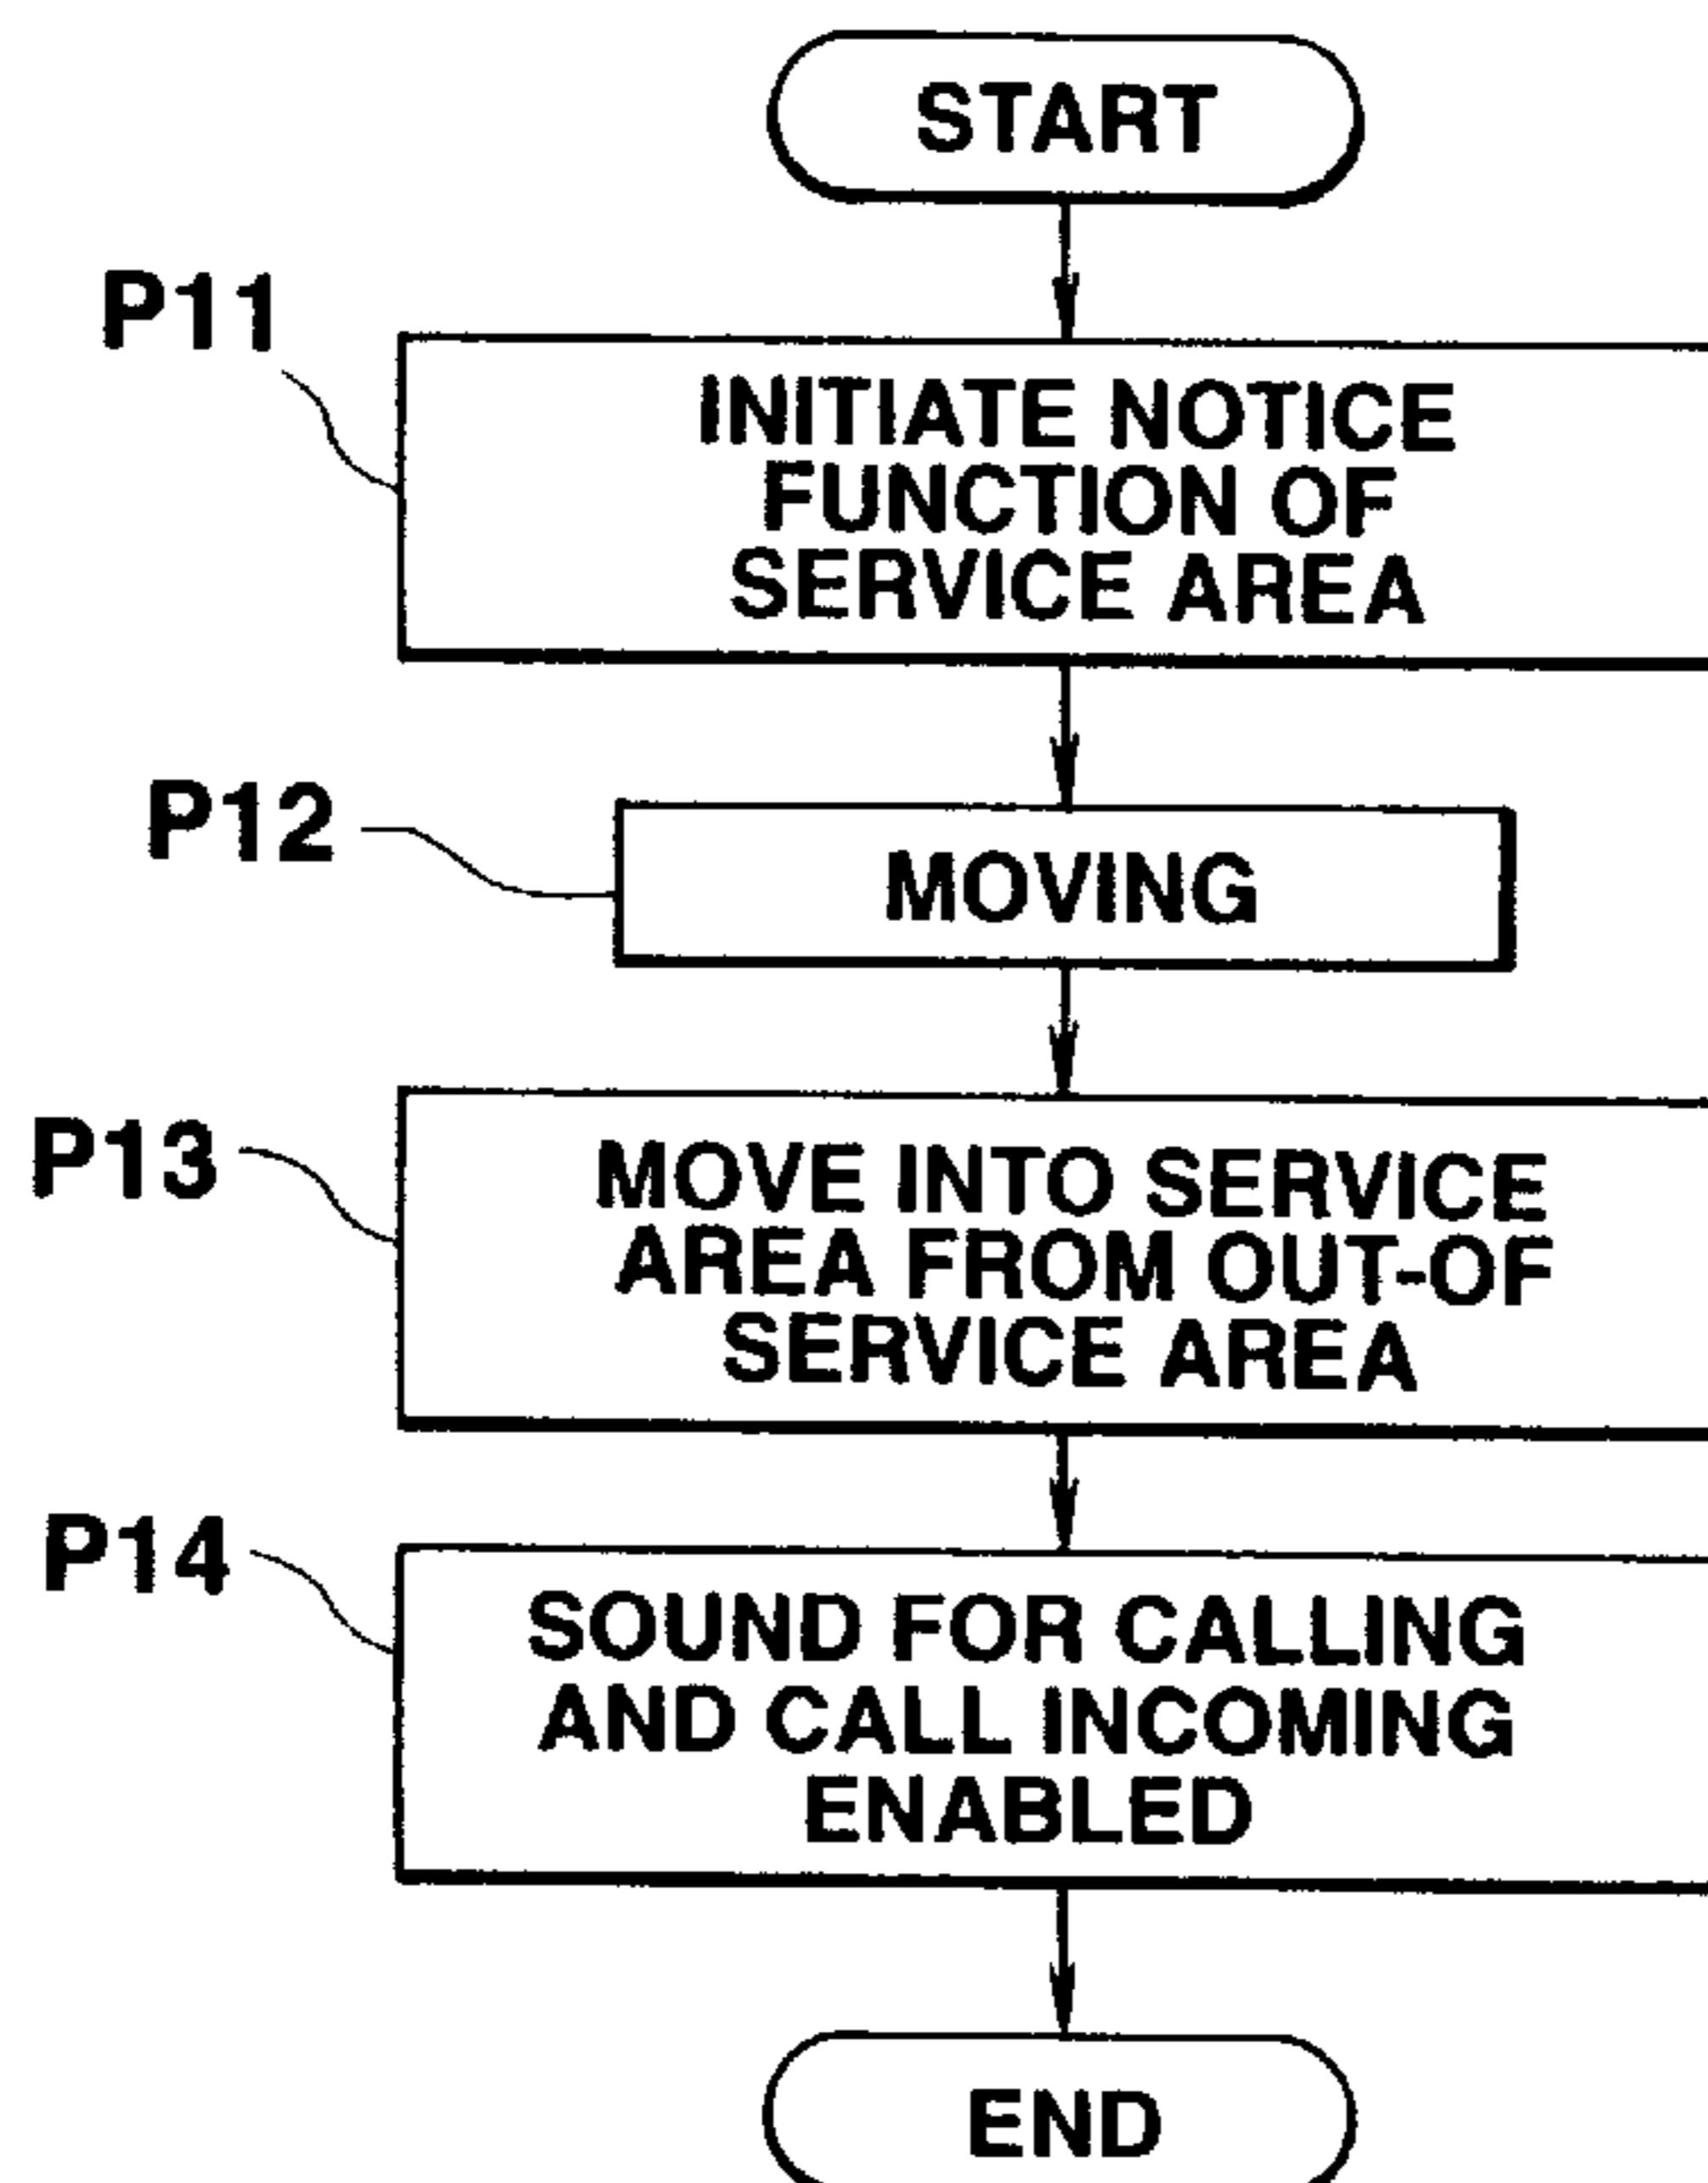 START
P11
INITIATE NOTICE
FUNCTION OF
SERVICE AREA
P12
MOVING
P13
MOVE INTO SERVICE
AREA FROM OUT-OF
SERVICE AREA
P14
SOUND FOR CALLING
AND CALL INCOMING
ENABLED
END